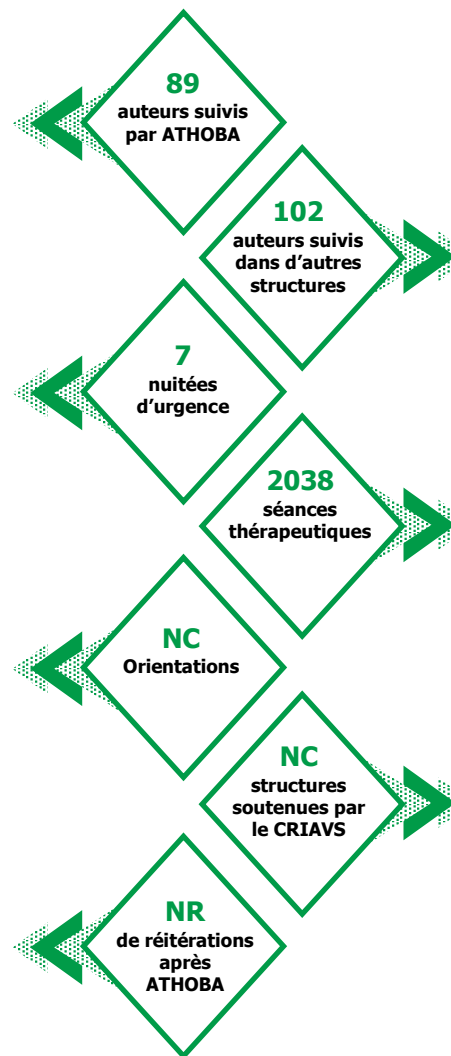 89
auteurs suivis
par ATHOBA
102
auteurs suivis
dans d'autres
structures
7
nuitées
d'urgence
2038
séances
thérapeutiques
NC
Orientations
NC
structures
soutenues par
le CRIAVS
NR
de réitérations
après
ATHOBA